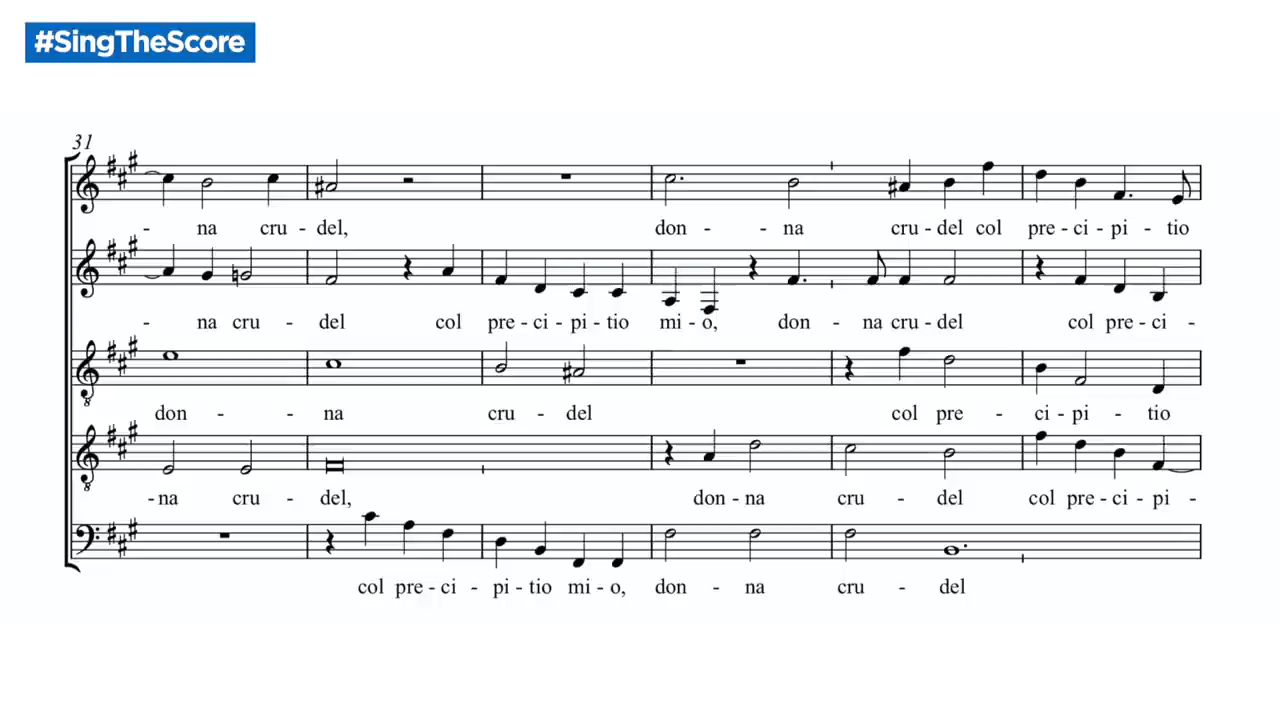 #SingTheScore
31
- na cru - del, don - - na cru - del col pre - ci - pi - tio
- na cru - del col pre - ci - pi - tio mi - o, don - na cru - del col pre - ci -
don - - na cru - del col pre - ci - pi - tio
- na cru - del, don - na cru - del col pre - ci - pi -
col pre - ci - pi - tio mi - o, don - na cru - del